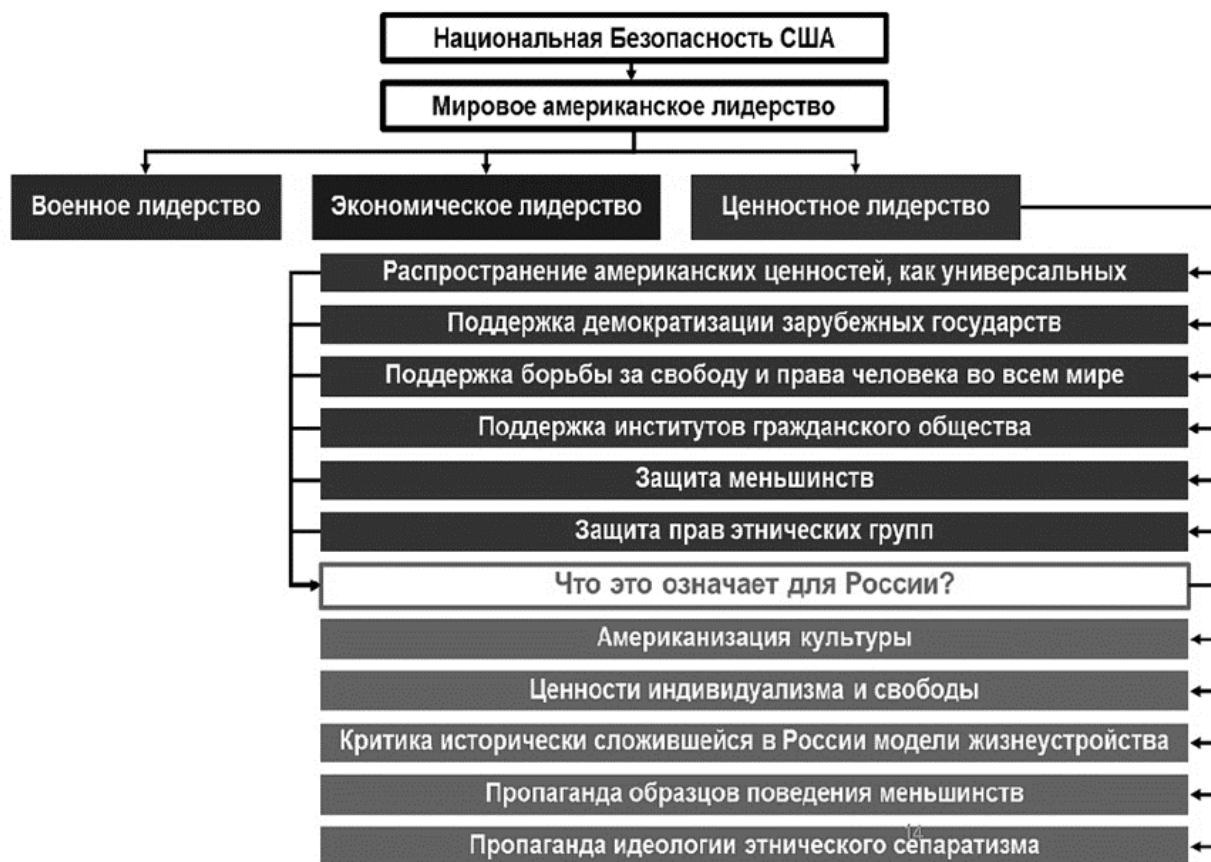 Национальная Безопасность США
Мировое американское лидерство
Военное лидерство
Экономическое лидерство
Ценностное лидерство
Распространение американских ценностей, как универсальных
Поддержка демократизации зарубежных государств
Поддержка борьбы за свободу и права человека во всем мире
Поддержка институтов гражданского общества
Защита меньшинств
Защита прав этнических групп
Что это означает для России?
Американизация культуры
Ценности индивидуализма и свободы
Критика исторически сложившейся в России модели жизнеустройства
Пропаганда образцов поведения меньшинств
Пропаганда идеологии этнического сепаратизма
14